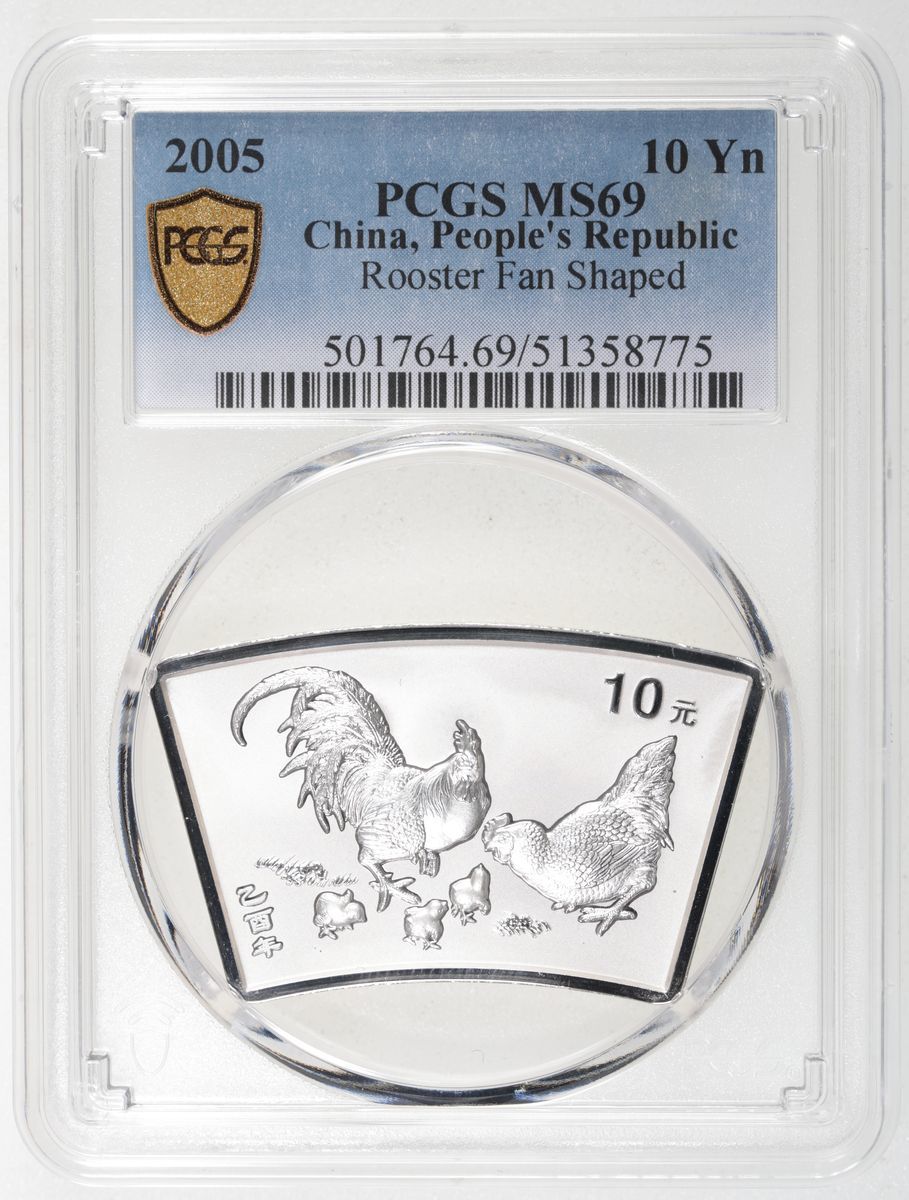 2005 10 Yn
PCGS MS69
China, People's Republic
Rooster Fan Shaped
PCGS
501764.69/51358775
10元
乙酉年